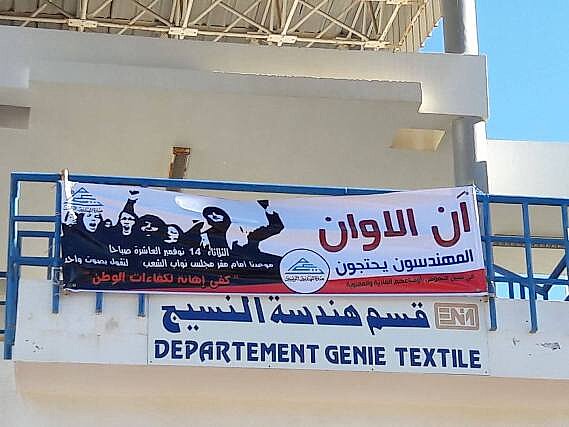 آن الاوان
المهندسون يحتجون
الثلاثاء 14 نوفمبر العاشرة صباحا
موعدنا امام مقر مجلس نواب الشعب لنقول بصوت واحد
"كفى إهانة لكفاءات الوطن"
قسم هندسة النسيج
ENIM
DEPARTEMENT GENIE TEXTILE